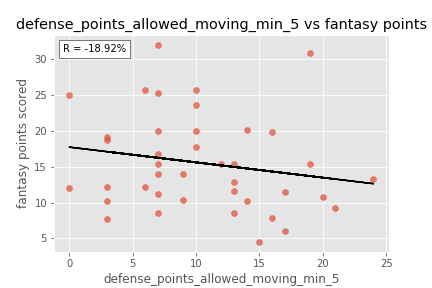 defense_points_allowed_moving_min_5 vs fantasy points
R = -18.92%
fantasy points scored
30
25
20
15
10
5
0 5 10 15 20 25
defense_points_allowed_moving_min_5